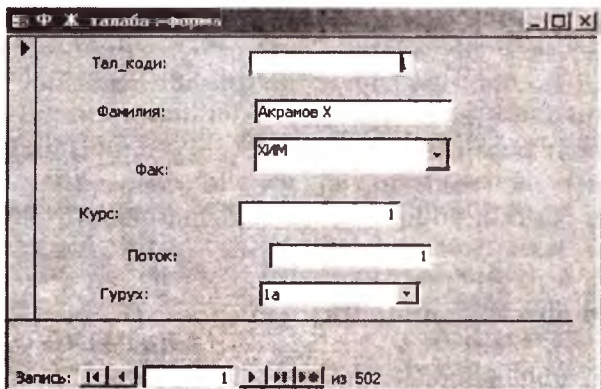 Ф_Ж_талаба-форма
Тал_коди: 1
Фамилия: Акрамов Х
Фак: ХИМ
Курс: 1
Поток: 1
Гурух: 1а
Запись: 1 из 502